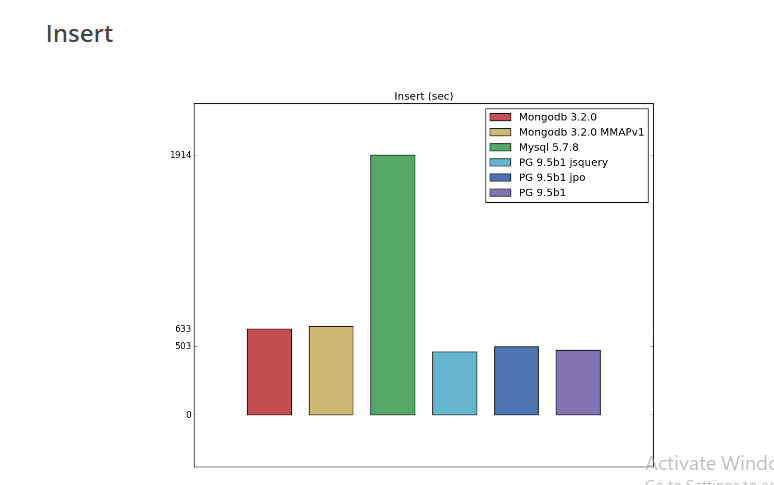 Insert
Insert (sec)
Mongodb 3.2.0
Mongodb 3.2.0 MMAPv1
Mysql 5.7.8
PG 9.5b1 jsquery
PG 9.5b1 jpo
PG 9.5b1
1914
633
503
0
Activate Windo